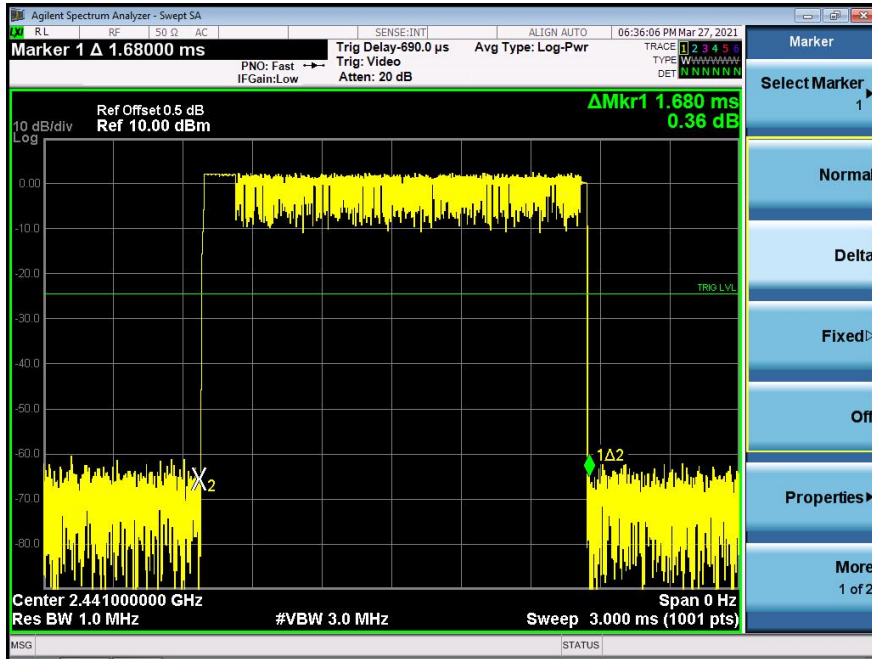 Agilent Spectrum Analyzer - Swept SA
LXI RL RF 50 Ω AC SENSE:INT ALIGN AUTO 06:36:06 PM Mar 27, 2021
Marker 1 Δ 1.68000 ms
PNO: Fast
IFGain:Low
Trig Delay-690.0 µs
Trig: Video
Atten: 20 dB
Avg Type: Log-Pwr
TRACE 1 2 3 4 5 6
TYPE WWWWWW
DET N N N N N N
Ref Offset 0.5 dB
10 dB/div Ref 10.00 dBm
Log
ΔMkr1 1.680 ms
0.36 dB
0.00
-10.0
-20.0
TRIG LVL
-30.0
-40.0
-50.0
-60.0
1Δ2
X2
-70.0
-80.0
Center 2.441000000 GHz Span 0 Hz
Res BW 1.0 MHz #VBW 3.0 MHz Sweep 3.000 ms (1001 pts)
MSG STATUS
Marker
Select Marker
1
Normal
Delta
Fixed
Off
Properties
More
1 of 2